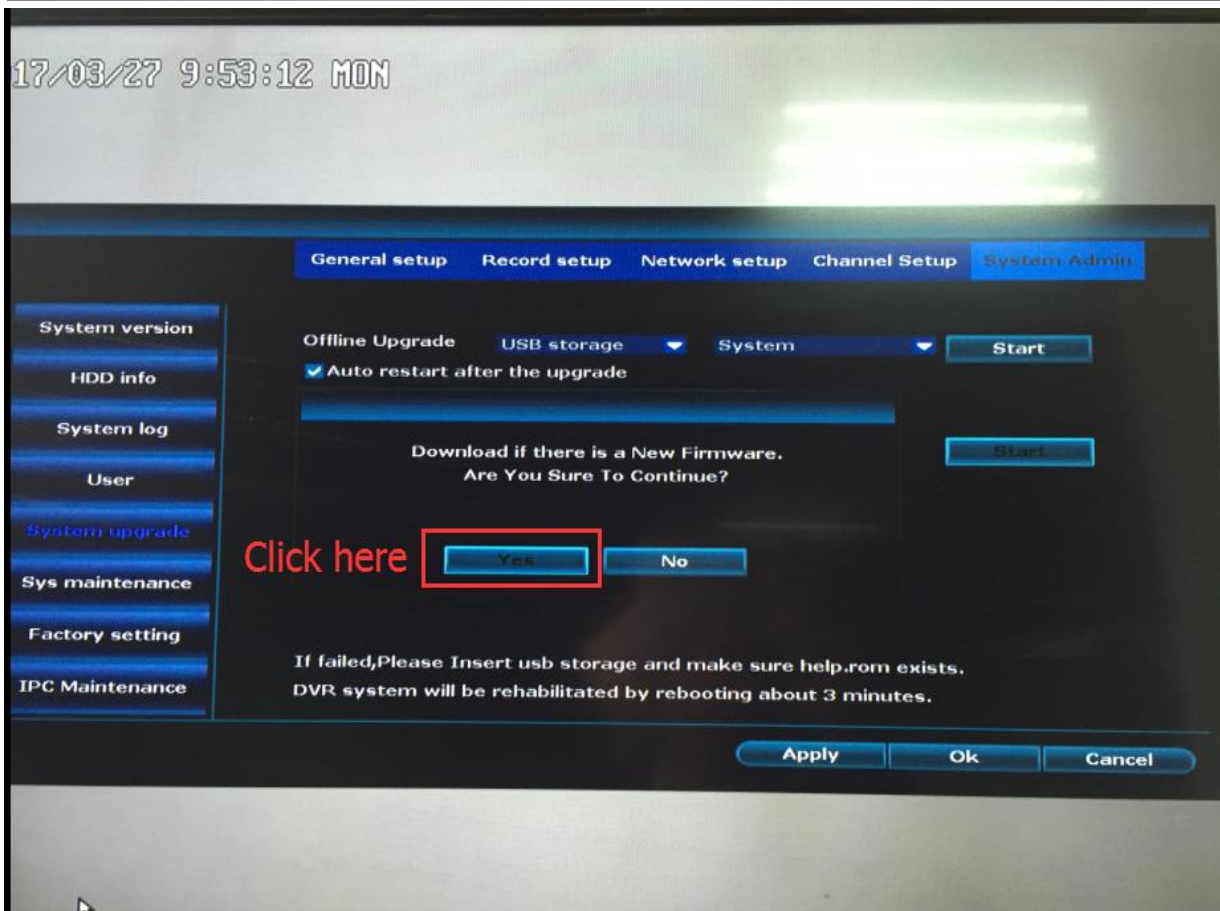 17/03/27 9:53:12 MON
General setup Record setup Network setup Channel Setup System Admin
System version
HDD info
System log
User
System upgrade
Sys maintenance
Factory setting
IPC Maintenance
Offline Upgrade USB storage System Start
Auto restart after the upgrade
Start
Download if there is a New Firmware.
Are You Sure To Continue?
Click here Yes No
If failed,Please Insert usb storage and make sure help.rom exists.
DVR system will be rehabilitated by rebooting about 3 minutes.
Apply Ok Cancel